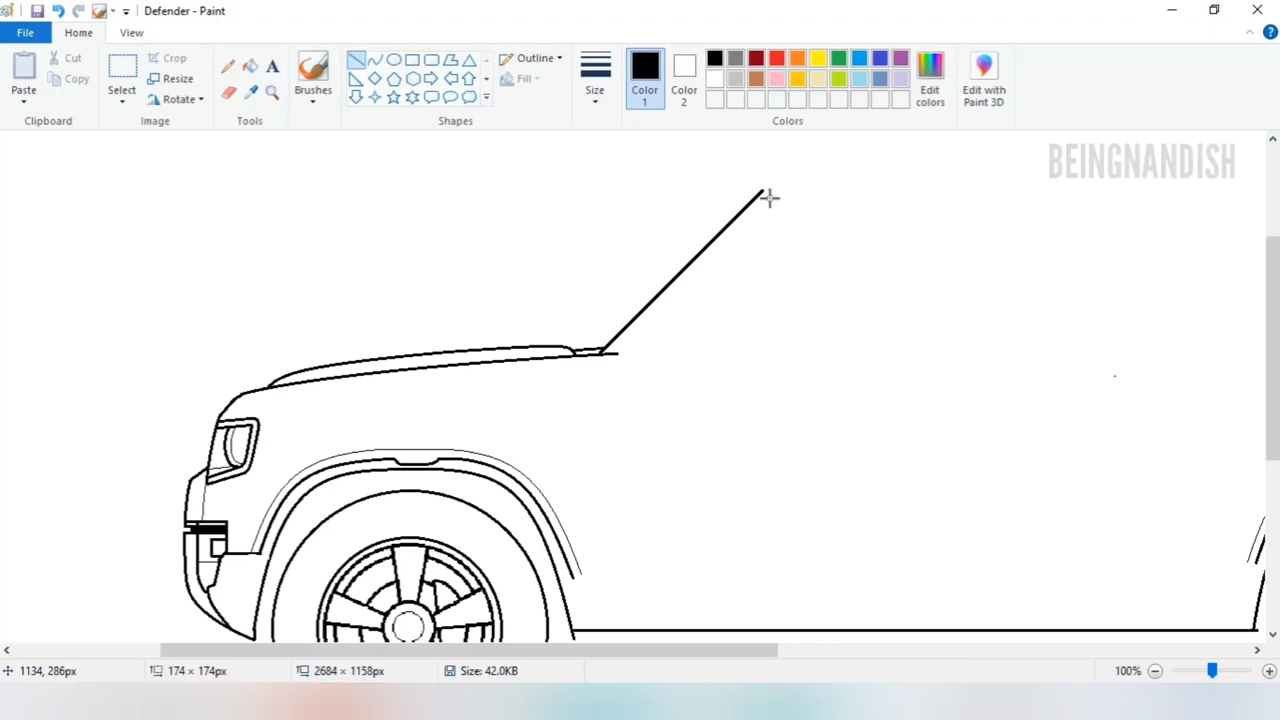 Defender - Paint
File Home View
Paste Cut Copy Clipboard
Select Crop Resize Rotate Image
Tools
Brushes
Outline Fill Shapes
Size
Color 1 Color 2 Edit colors Colors
Edit with Paint 3D
BEINGNANDISH
1134, 286px 174 × 174px 2684 × 1158px Size: 42.0KB 100%